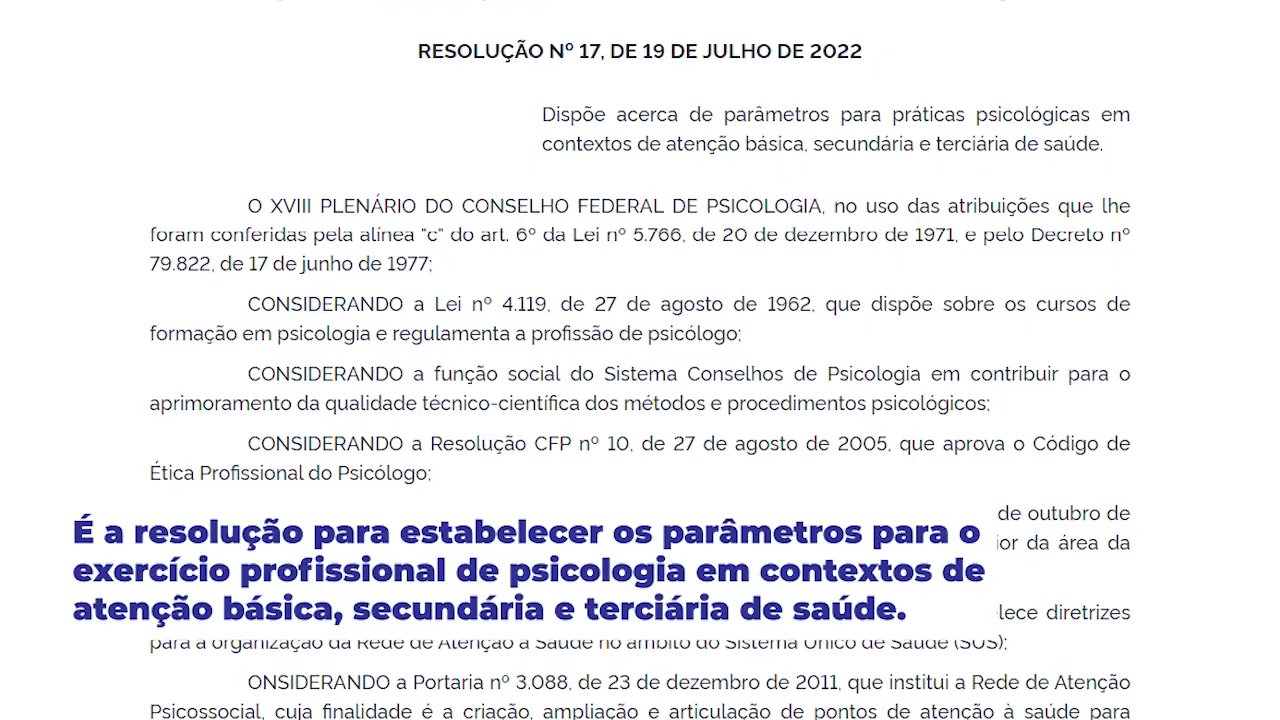 RESOLUÇÃO Nº 17, DE 19 DE JULHO DE 2022
Dispõe acerca de parâmetros para práticas psicológicas em
contextos de atenção básica, secundária e terciária de saúde.
O XVIII PLENÁRIO DO CONSELHO FEDERAL DE PSICOLOGIA, no uso das atribuições que lhe
foram conferidas pela alínea "c" do art. 6º da Lei nº 5.766, de 20 de dezembro de 1971, e pelo Decreto nº
79.822, de 17 de junho de 1977;
CONSIDERANDO a Lei nº 4.119, de 27 de agosto de 1962, que dispõe sobre os cursos de
formação em psicologia e regulamenta a profissão de psicólogo;
CONSIDERANDO a função social do Sistema Conselhos de Psicologia em contribuir para o
aprimoramento da qualidade técnico-científica dos métodos e procedimentos psicológicos;
CONSIDERANDO a Resolução CFP nº 10, de 27 de agosto de 2005, que aprova o Código de
Ética Profissional do Psicólogo;
de outubro de
ior da área da
É a resolução para estabelecer os parâmetros para o
exercício profissional de psicologia em contextos de
atenção básica, secundária e terciária de saúde.
lece diretrizes
para a organização da Rede de Atenção à Saúde no âmbito do Sistema Único de Saúde (SUS);
ONSIDERANDO a Portaria nº 3.088, de 23 de dezembro de 2011, que institui a Rede de Atenção
Psicossocial, cuja finalidade é a criação, ampliação e articulação de pontos de atenção à saúde para